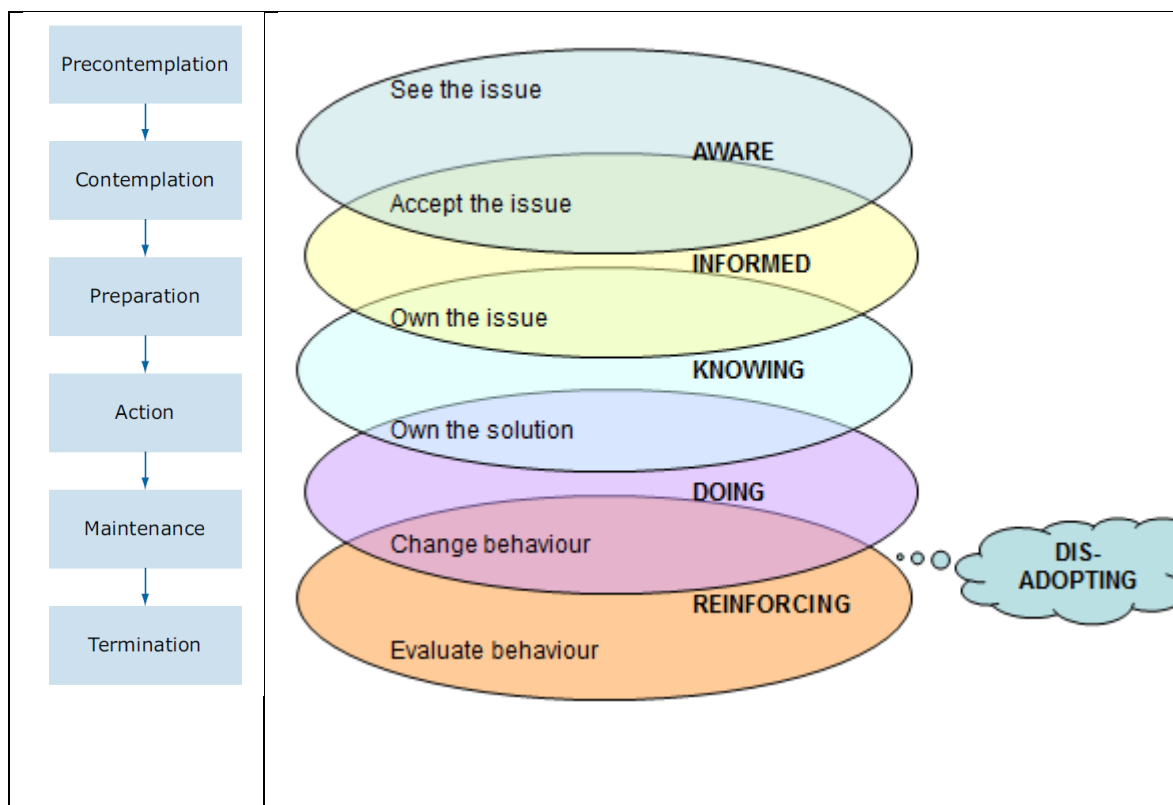 Precontemplation
Contemplation
Preparation
Action
Maintenance
Termination
See the issue
AWARE
Accept the issue
INFORMED
Own the issue
KNOWING
Own the solution
DOING
Change behaviour
REINFORCING
Evaluate behaviour
DIS-
ADOPTING